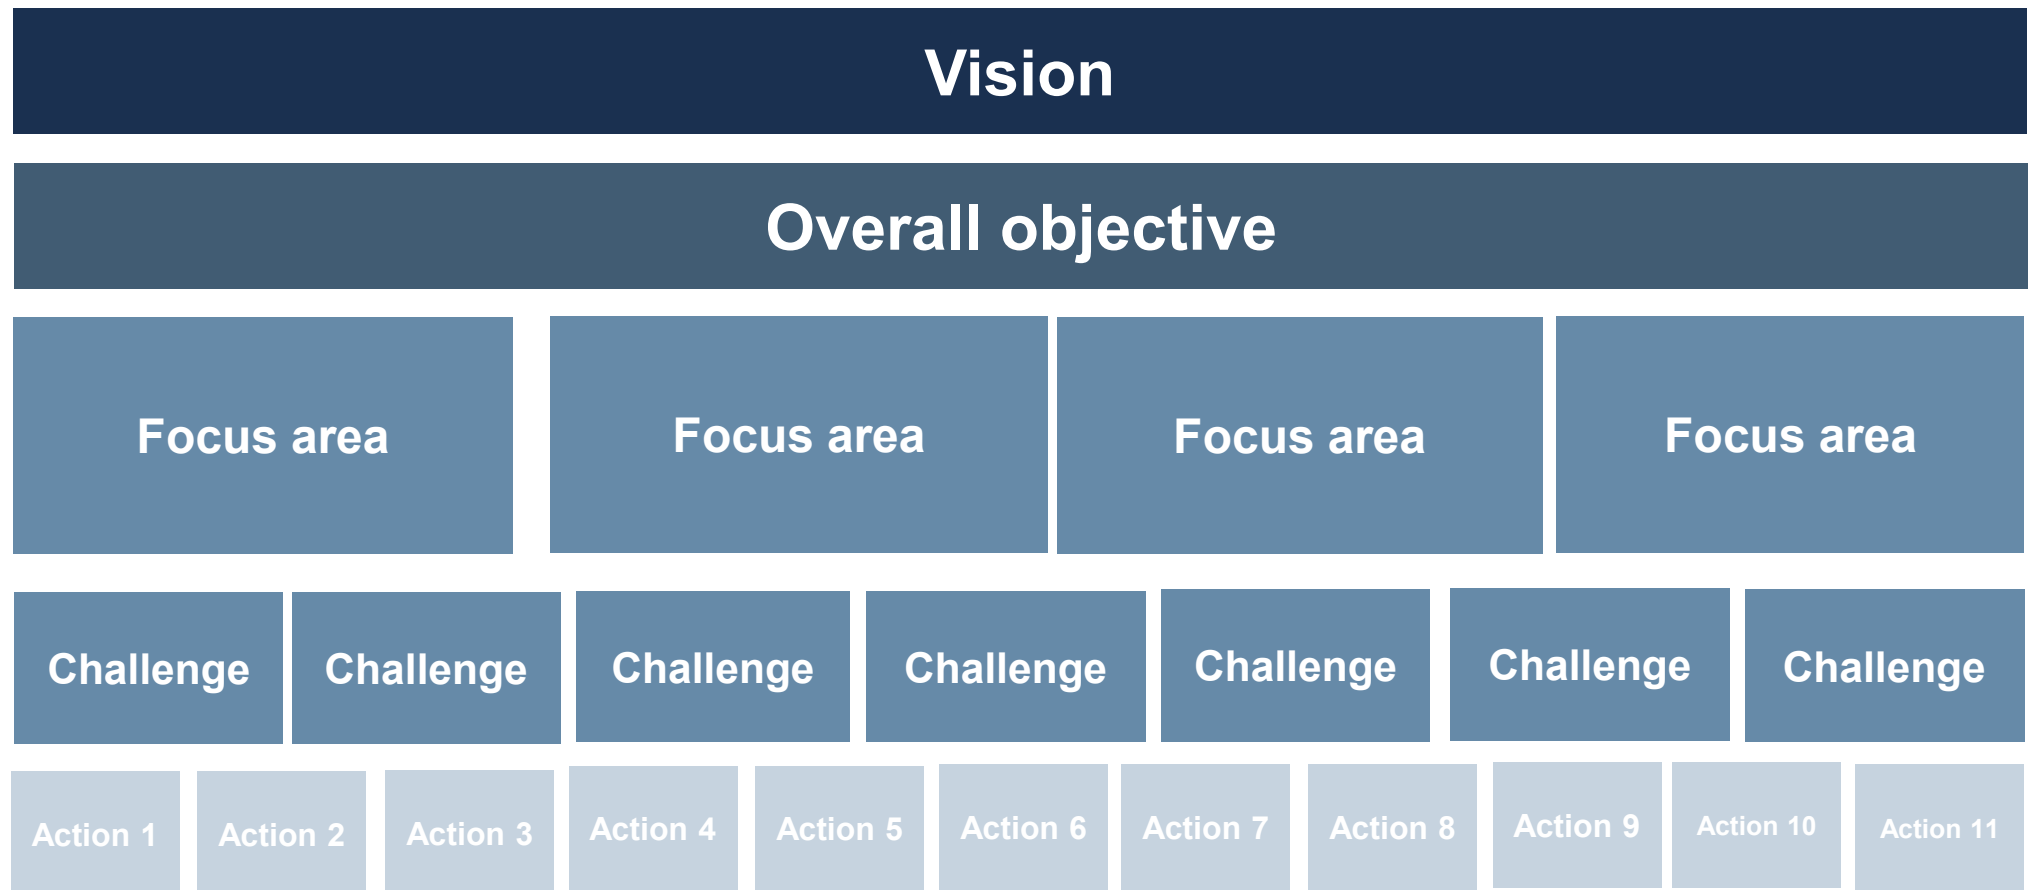 Vision
Overall objective
Focus area
Focus area
Focus area
Focus area
Challenge
Challenge
Challenge
Challenge
Challenge
Challenge
Challenge
Action 1
Action 2
Action 3
Action 4
Action 5
Action 6
Action 7
Action 8
Action 9
Action 10
Action 11